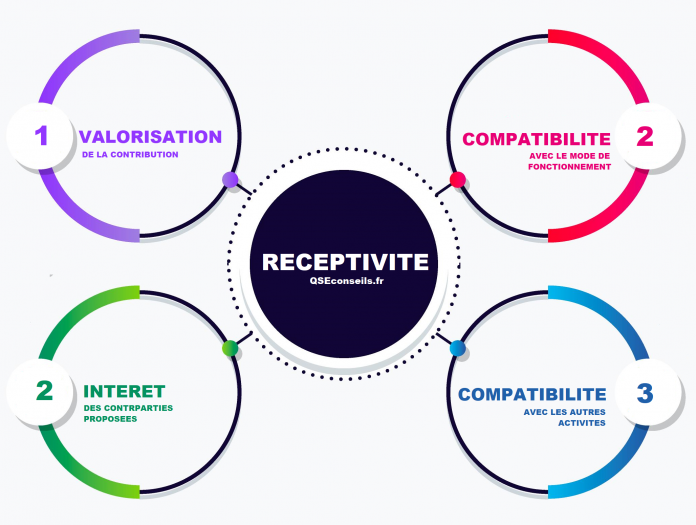 1
VALORISATION
DE LA CONTRIBUTION
COMPATIBILITE
AVEC LE MODE DE
FONCTIONNEMENT
2
RECEPTIVITE
QSEconseils.fr
2
INTERET
DES CONTRPARTIES
PROPOSEES
COMPATIBILITE
AVEC LES AUTRES
ACTIVITES
3